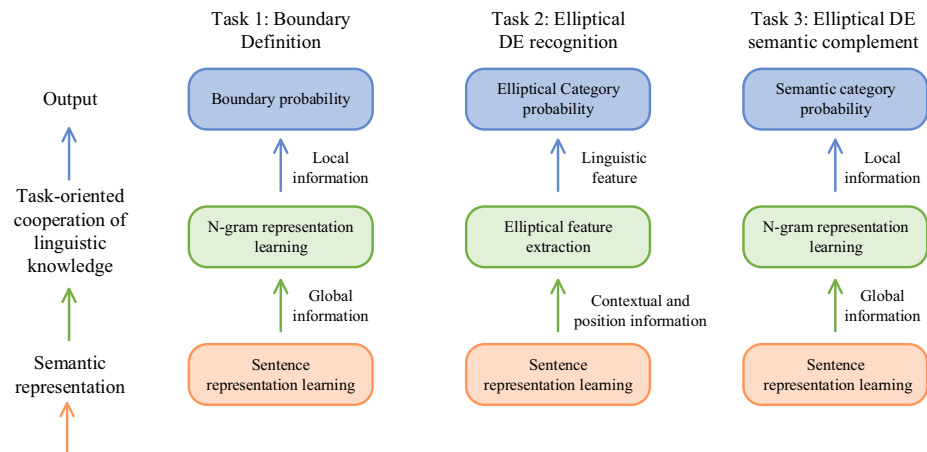 Task 1: Boundary
Definition
Task 2: Elliptical
DE recognition
Task 3: Elliptical DE
semantic complement
Output
Boundary probability
Elliptical Category
probability
Semantic category
probability
Local
information
Linguistic
feature
Local
information
Task-oriented
cooperation of
linguistic
knowledge
N-gram representation
learning
Elliptical feature
extraction
N-gram representation
learning
Global
information
Contextual and
position information
Global
information
Semantic
representation
Sentence
representation learning
Sentence
representation learning
Sentence
representation learning